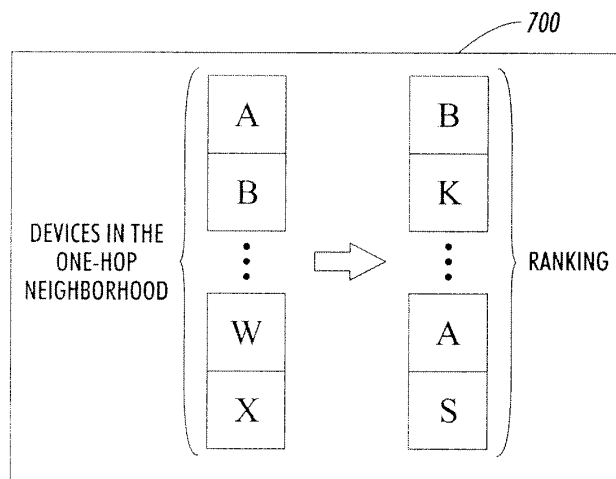 700
A
B
DEVICES IN THE
ONE-HOP
NEIGHBORHOOD
W
X
B
K
A
S
RANKING